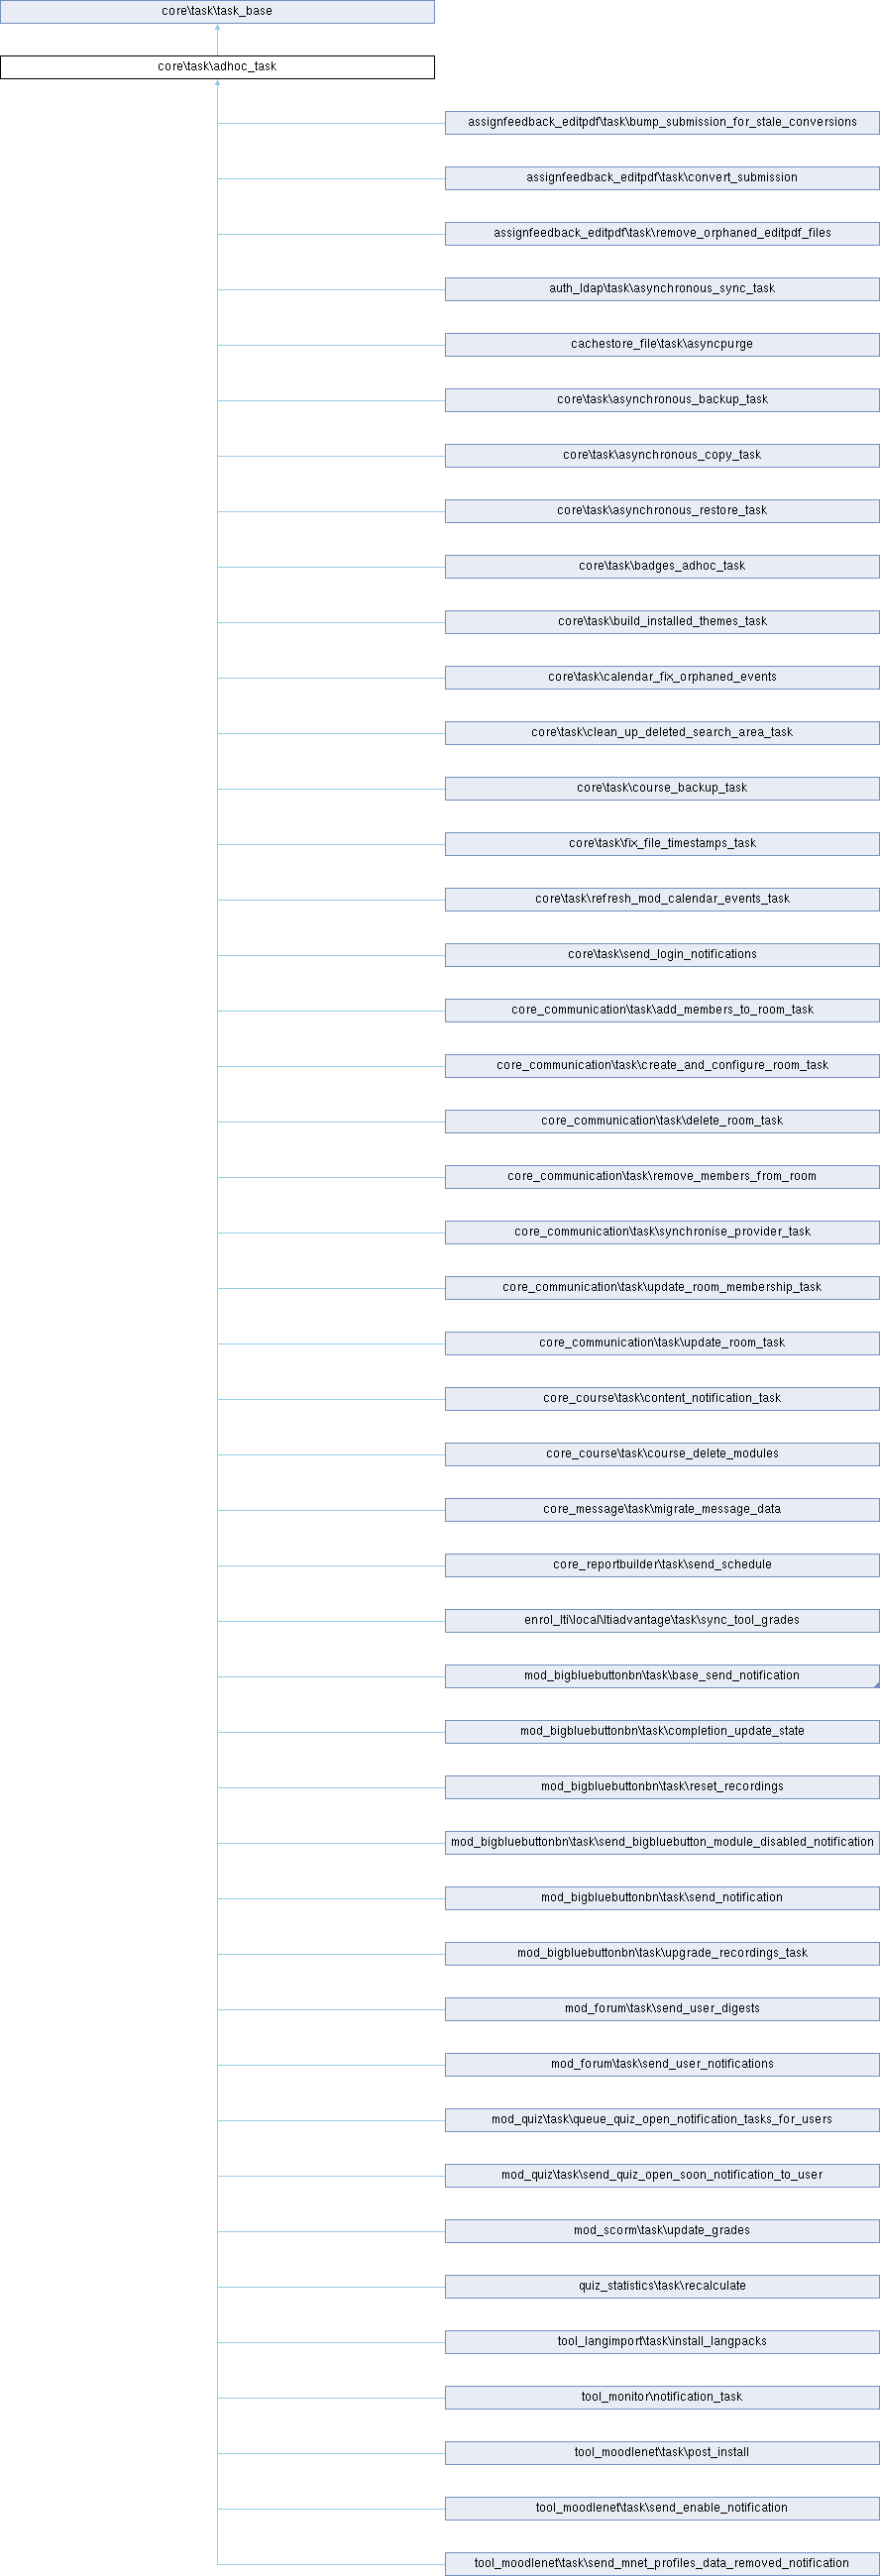 core\task\task_base
core\task\adhoc_task
assignfeedback_editpdf\task\bump_submission_for_stale_conversions
assignfeedback_editpdf\task\convert_submission
assignfeedback_editpdf\task\remove_orphaned_editpdf_files
auth_ldap\task\asynchronous_sync_task
cachestore_file\task\asyncpurge
core\task\asynchronous_backup_task
core\task\asynchronous_copy_task
core\task\asynchronous_restore_task
core\task\badges_adhoc_task
core\task\build_installed_themes_task
core\task\calendar_fix_orphaned_events
core\task\clean_up_deleted_search_area_task
core\task\course_backup_task
core\task\fix_file_timestamps_task
core\task\refresh_mod_calendar_events_task
core\task\send_login_notifications
core_communication\task\add_members_to_room_task
core_communication\task\create_and_configure_room_task
core_communication\task\delete_room_task
core_communication\task\remove_members_from_room
core_communication\task\synchronise_provider_task
core_communication\task\update_room_membership_task
core_communication\task\update_room_task
core_course\task\content_notification_task
core_course\task\course_delete_modules
core_message\task\migrate_message_data
core_reportbuilder\task\send_schedule
enrol_lti\local\ltiadvantage\task\sync_tool_grades
mod_bigbluebuttonbn\task\base_send_notification
mod_bigbluebuttonbn\task\completion_update_state
mod_bigbluebuttonbn\task\reset_recordings
mod_bigbluebuttonbn\task\send_bigbluebutton_module_disabled_notification
mod_bigbluebuttonbn\task\send_notification
mod_bigbluebuttonbn\task\upgrade_recordings_task
mod_forum\task\send_user_digests
mod_forum\task\send_user_notifications
mod_quiz\task\queue_quiz_open_notification_tasks_for_users
mod_quiz\task\send_quiz_open_soon_notification_to_user
mod_scorm\task\update_grades
quiz_statistics\task\recalculate
tool_langimport\task\install_langpacks
tool_monitor\notification_task
tool_moodlenet\task\post_install
tool_moodlenet\task\send_enable_notification
tool_moodlenet\task\send_mnet_profiles_data_removed_notification